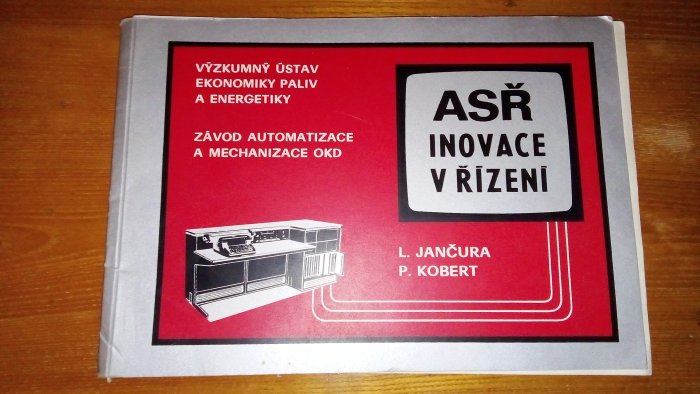 VÝZKUMNÝ ÚSTAV
EKONOMIKY PALIV
A ENERGETIKY
ZÁVOD AUTOMATIZACE
A MECHANIZACE OKD
ASŘ
INOVACE
V ŘÍZENÍ
L. JANČURA
P. KOBERT